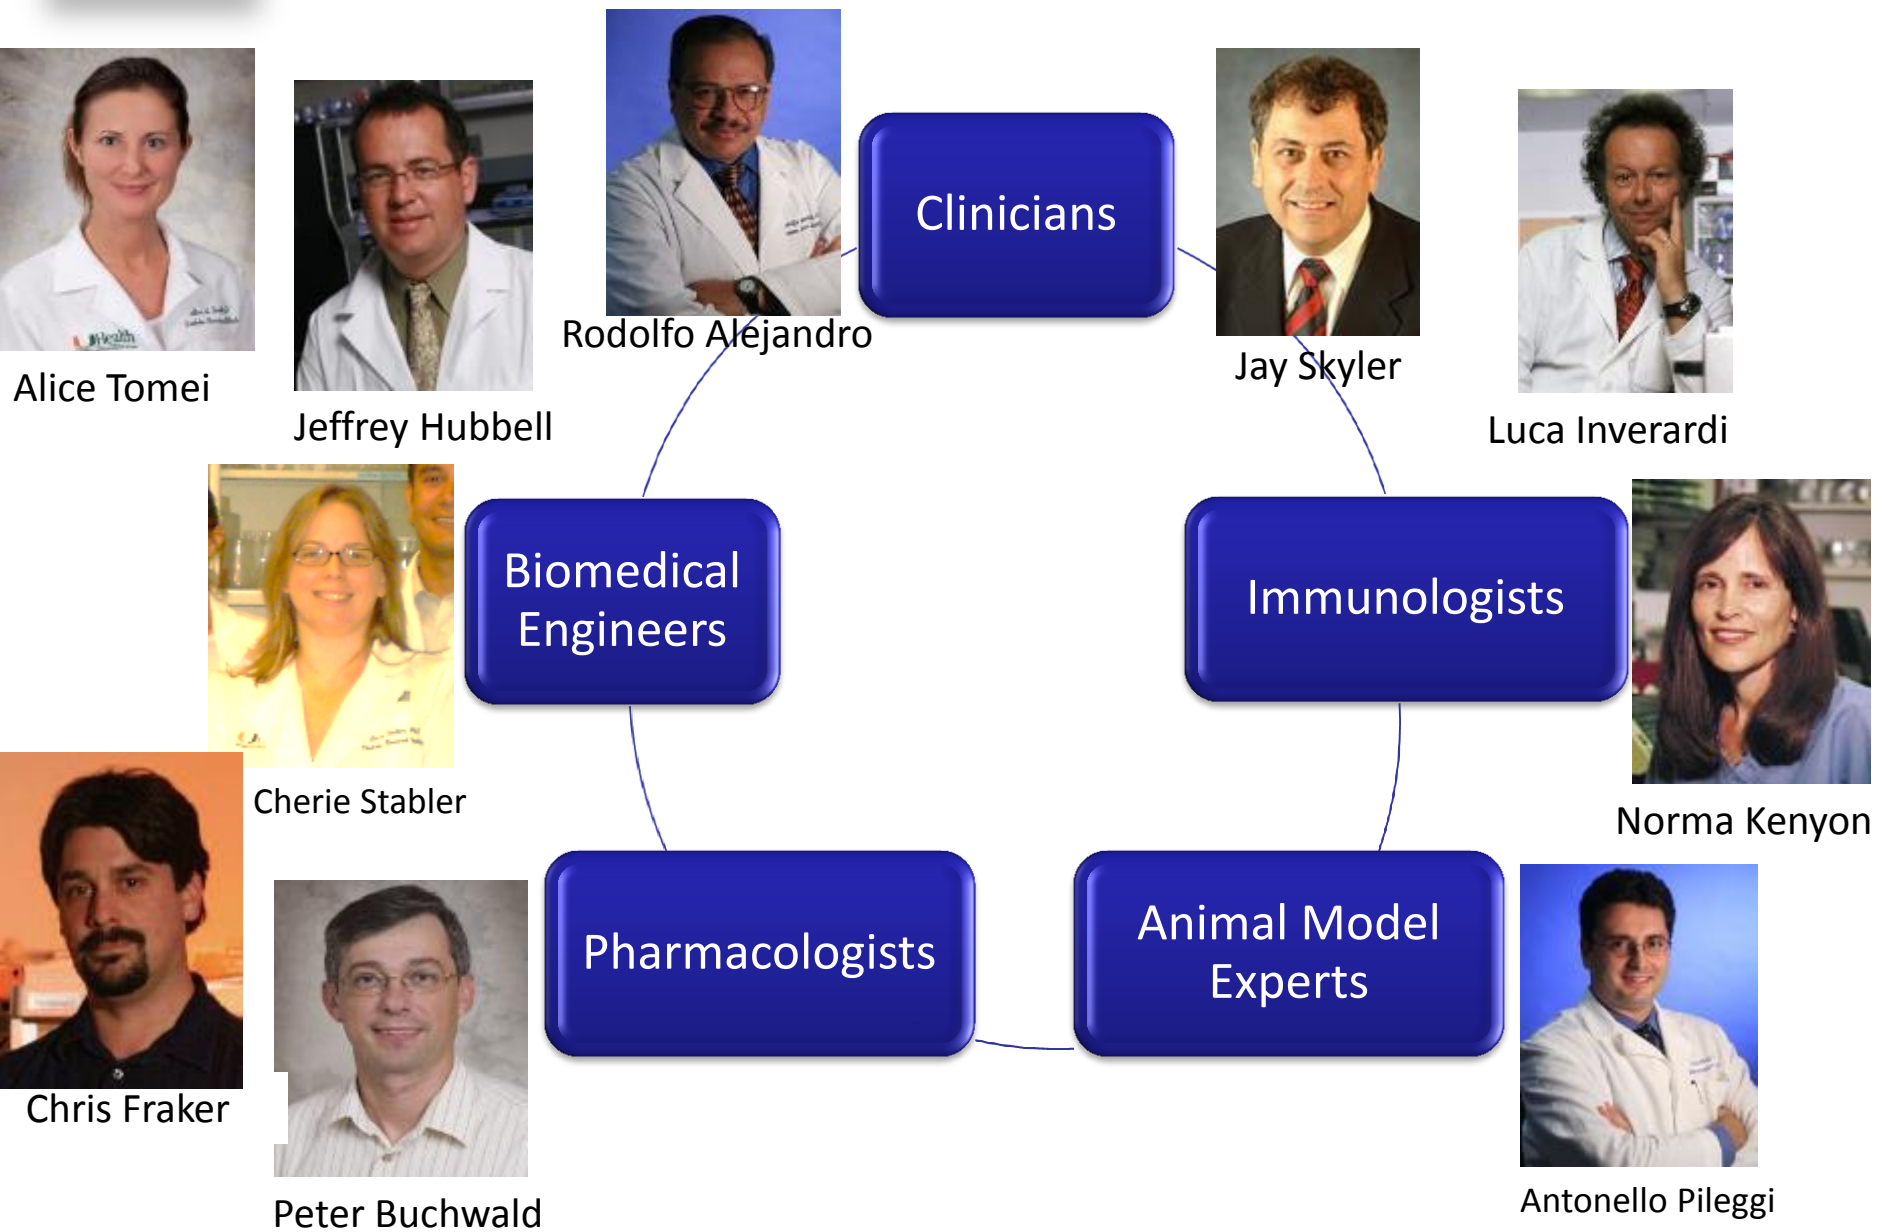 Clinicians
Rodolfo Alejandro
Jay Skyler
Alice Tomei
Health
Jeffrey Hubbell
Luca Inverardi
Biomedical
Engineers
Immunologists
Cherie Stabler
Norma Kenyon
Pharmacologists
Animal Model
Experts
Chris Fraker
Peter Buchwald
Antonello Pileggi